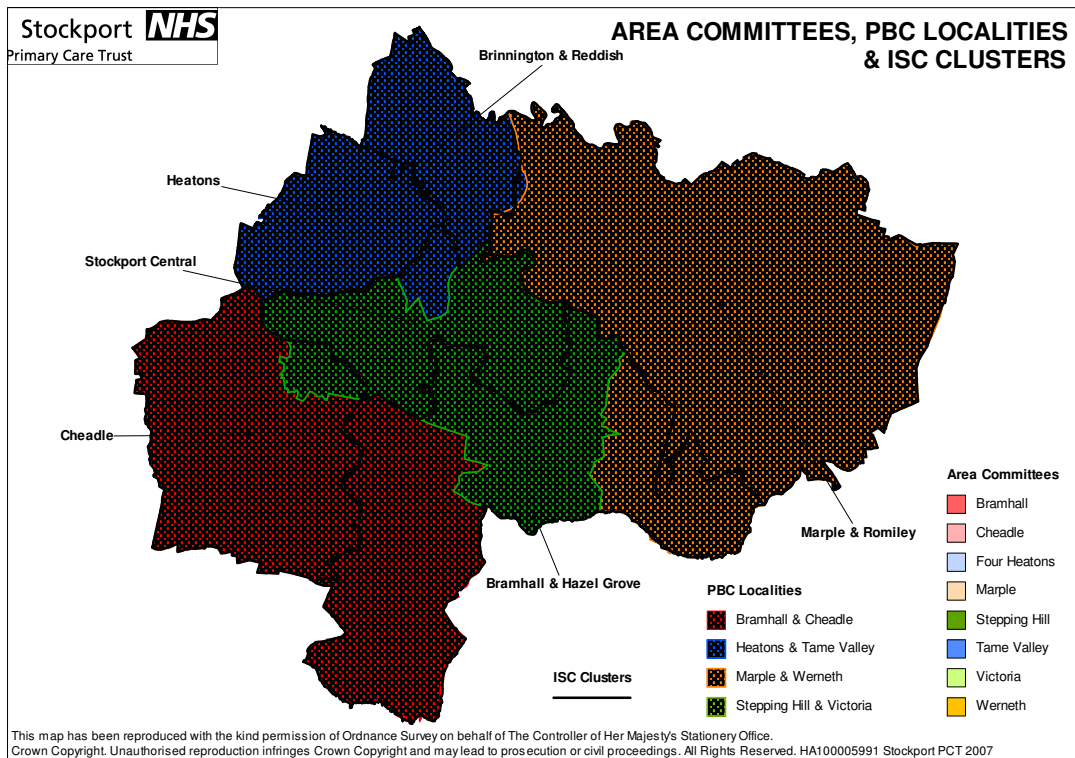 Stockport NHS
Primary Care Trust
AREA COMMITTEES, PBC LOCALITIES
& ISC CLUSTERS
Brinnington & Reddish
Heatons
Stockport Central
Cheadle
Marple & Romiley
Bramhall & Hazel Grove
ISC Clusters
PBC Localities
Bramhall & Cheadle
Heatons & Tame Valley
Marple & Werneth
Stepping Hill & Victoria
Area Committees
Bramhall
Cheadle
Four Heatons
Marple
Stepping Hill
Tame Valley
Victoria
Werneth
This map has been reproduced with the kind permission of Ordnance Survey on behalf of The Controller of Her Majesty's Stationery Office.
Crown Copyright. Unauthorised reproduction infringes Crown Copyright and may lead to prosecution or civil proceedings. All Rights Reserved. HA100005991 Stockport PCT 2007